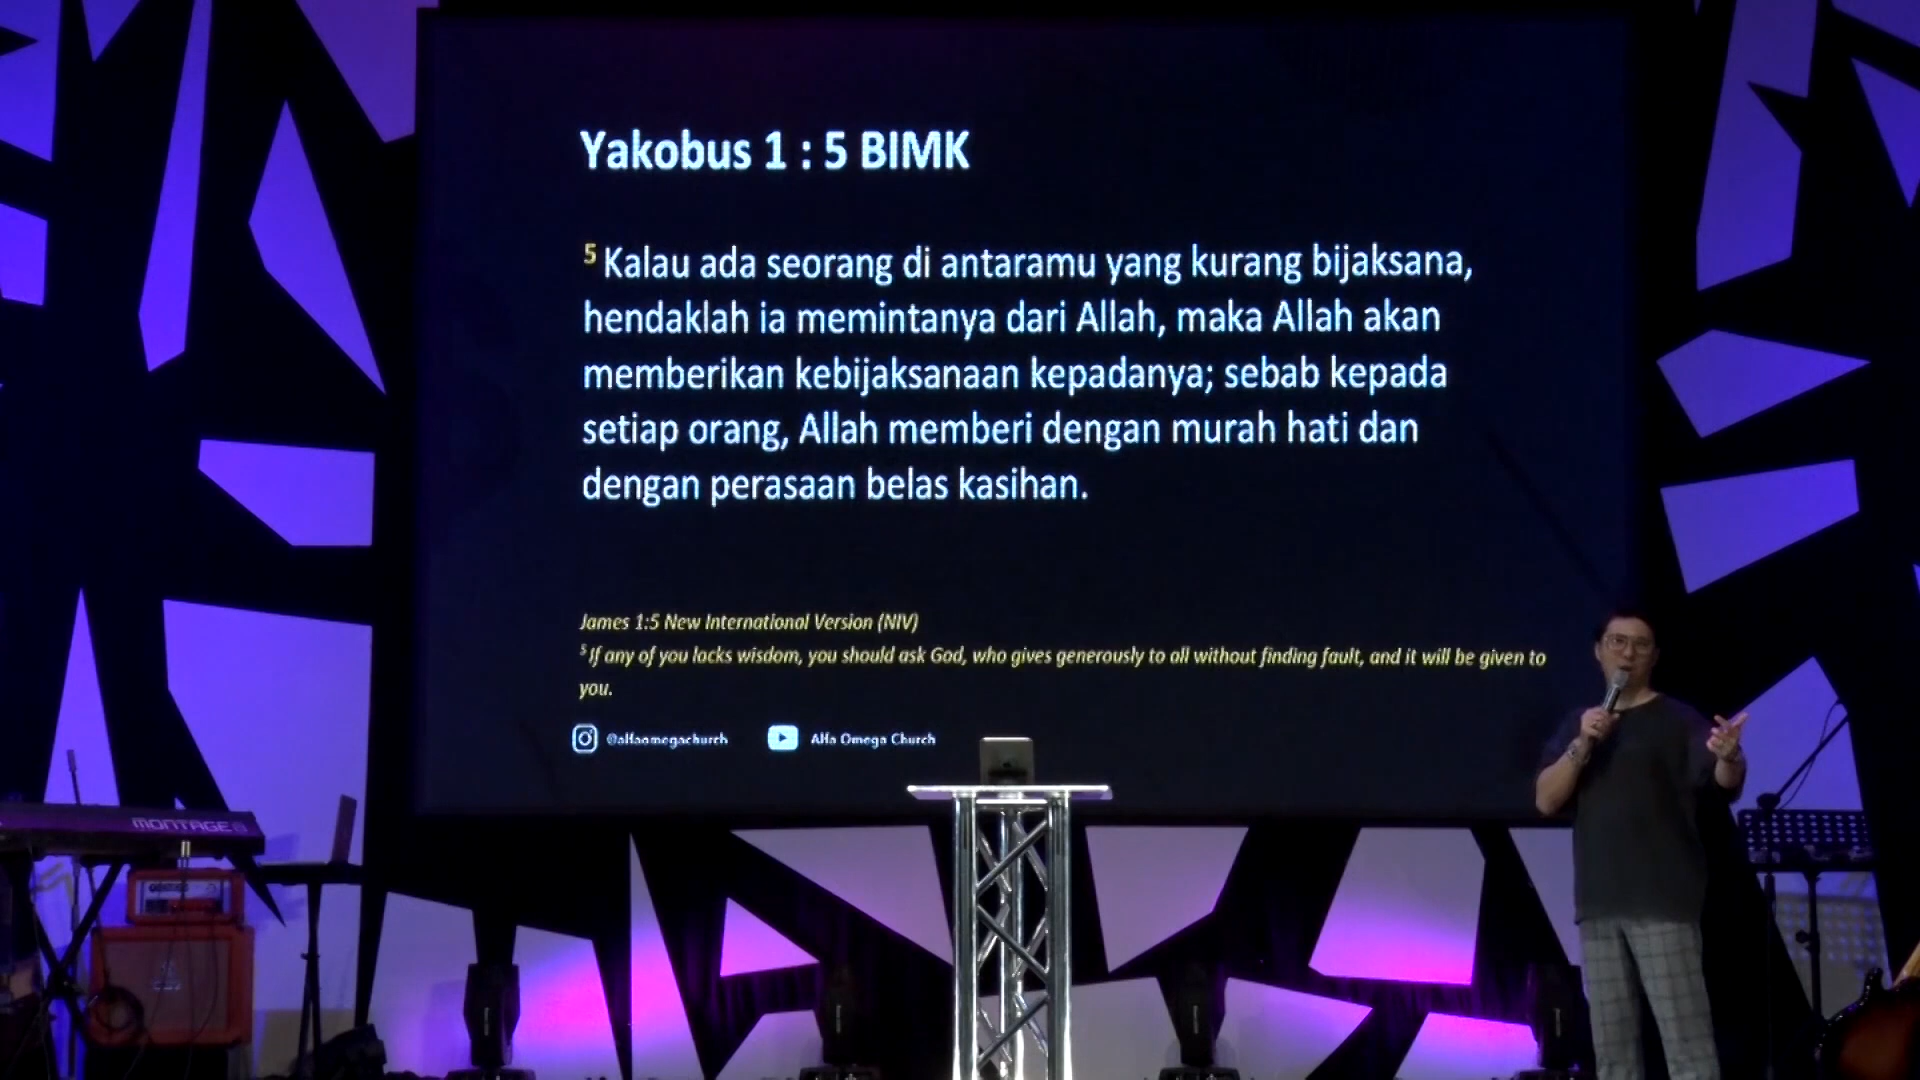 Yakobus 1 : 5 BIMK
5 Kalau ada seorang di antaramu yang kurang bijaksana,
hendaklah ia memintanya dari Allah, maka Allah akan
memberikan kebijaksanaan kepadanya; sebab kepada
setiap orang, Allah memberi dengan murah hati dan
dengan perasaan belas kasihan.
James 1:5 New International Version (NIV)
5 If any of you lacks wisdom, you should ask God, who gives generously to all without finding fault, and it will be given to
you.
@alfaomegachurch
Alfa Omega Church
MONTAGE